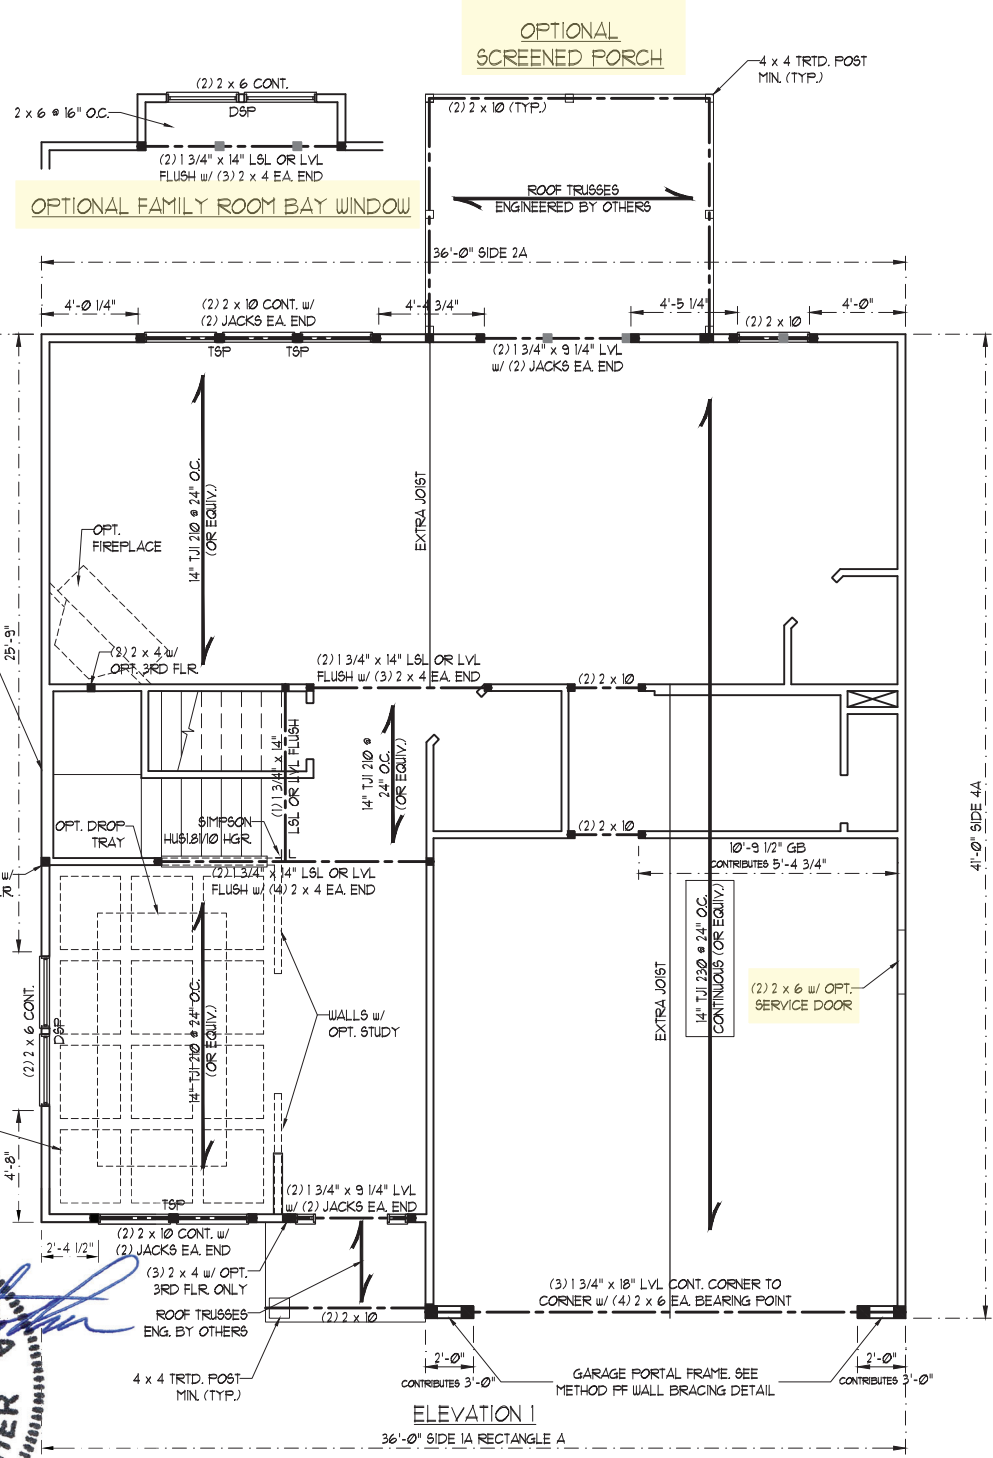 OPTIONAL
SCREENED PORCH
4 x 4 TRTD. POST
MIN. (TYP.)
(2) 2 x 6 CONT.
2 x 6 @ 16" O.C.
DSP
(2) 2 x 10 (TYP.)
(2) 1 3/4" x 14" LSL OR LVL
FLUSH w/ (3) 2 x 4 EA. END
OPTIONAL FAMILY ROOM BAY WINDOW
ROOF TRUSSES
ENGINEERED BY OTHERS
36'-0" SIDE 2A
4'-0 1/4"
(2) 2 x 10 CONT. w/
(2) JACKS EA. END
4'-4 3/4"
4'-5 1/4"
4'-0"
(2) 2 x 10
TSP
TSP
(2) 1 3/4" x 9 1/4" LVL
w/ (2) JACKS EA. END
14" TJI 210 @ 24" O.C.
(OR EQUIV.)
EXTRA JOIST
OPT.
FIREPLACE
25'-9"
(2) 2 x 4 w/
OPT. 3RD FLR.
(2) 1 3/4" x 14" LSL OR LVL
FLUSH w/ (3) 2 x 4 EA. END
(2) 2 x 10
(1) 1 3/4" x 14"
LSL OR LVL FLUSH
14" TJI 210 @
24" O.C.
(OR EQUIV.)
41'-0" SIDE 4A
OPT. DROP
TRAY
SIMPSON
HUS1.81/10 HGR.
(2) 2 x 10
10'-9 1/2" GB
CONTRIBUTES 5'-4 3/4"
w/
(2) 1 3/4" x 14" LSL OR LVL
FLUSH w/ (4) 2 x 4 EA. END
14" TJI 230 @ 24" O.C.
CONTINUOUS (OR EQUIV.)
EXTRA JOIST
(2) 2 x 6 w/ OPT.
SERVICE DOOR
(2) 2 x 6 CONT.
DSP
14" TJI 210 @ 24" O.C.
(OR EQUIV.)
WALLS w/
OPT. STUDY
4'-8"
TSP
(2) 1 3/4" x 9 1/4" LVL
w/ (2) JACKS EA. END
(2) 2 x 10 CONT. w/
(2) JACKS EA. END
2'-4 1/2"
(3) 2 x 4 w/ OPT.
3RD FLR. ONLY
ROOF TRUSSES
ENG. BY OTHERS
(2) 2 x 10
(3) 1 3/4" x 18" LVL CONT. CORNER TO
CORNER w/ (4) 2 x 6 EA. BEARING POINT
4 x 4 TRTD. POST
MIN. (TYP.)
2'-0"
CONTRIBUTES 3'-0"
GARAGE PORTAL FRAME. SEE
METHOD PF WALL BRACING DETAIL
2'-0"
CONTRIBUTES 3'-0"
ELEVATION 1
36'-0" SIDE 1A RECTANGLE A